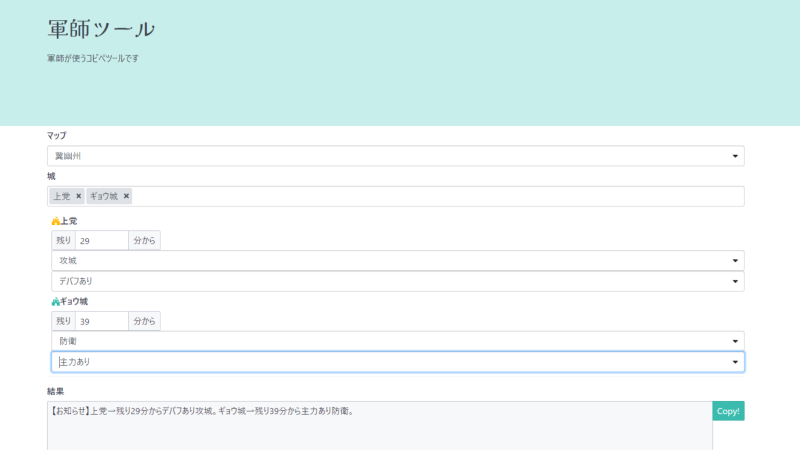 軍師ツール
軍師が使うコピペツールです
マップ
冀幽州
城
上党 × ギョウ城 ×
上党
残り 29 分から
攻城
デバフあり
ギョウ城
残り 39 分から
防衛
主力あり
結果
【お知らせ】上党→残り29分からデバフあり攻城。ギョウ城→残り39分から主力あり防衛。
Copy!